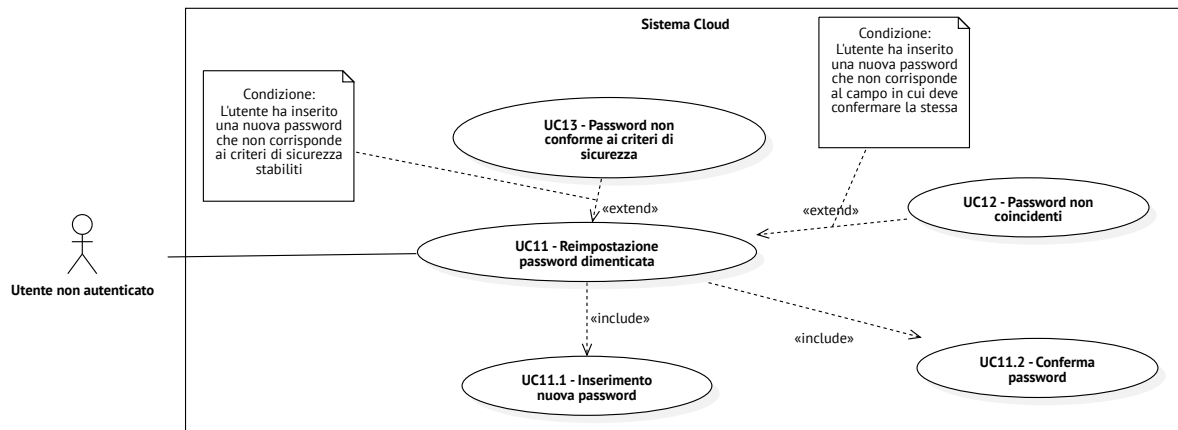 Sistema Cloud
Condizione:
L'utente ha inserito
una nuova password
che non corrisponde
al campo in cui deve
confermare la stessa
Condizione:
L'utente ha inserito
una nuova password
che non corrisponde
ai criteri di sicurezza
stabiliti
UC13 - Password non
conforme ai criteri di
sicurezza
«extend»
«extend»
UC12 - Password non
coincidenti
UC11 - Reimpostazione
password dimenticata
Utente non autenticato
«include»
«include»
UC11.1 - Inserimento
nuova password
UC11.2 - Conferma
password